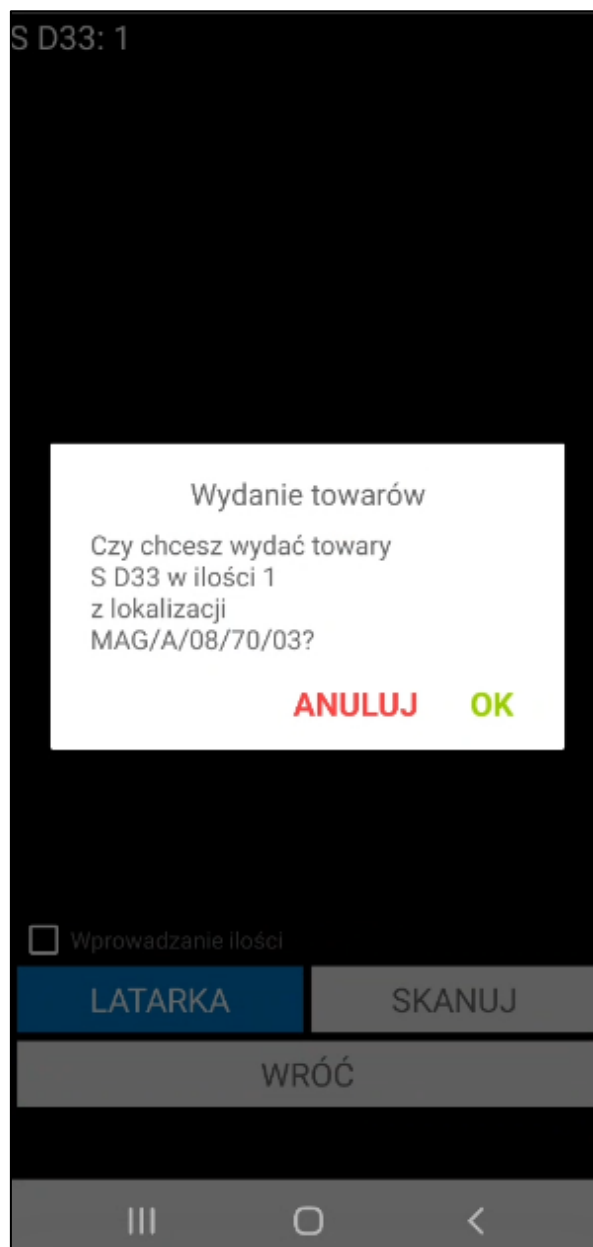 S D33: 1
Wydanie towarów
Czy chcesz wydać towary
S D33 w ilości 1
z lokalizacji
MAG/A/08/70/03?
ANULUJ OK
Wprowadzanie ilości
LATARKA SKANUJ
WRÓĆ